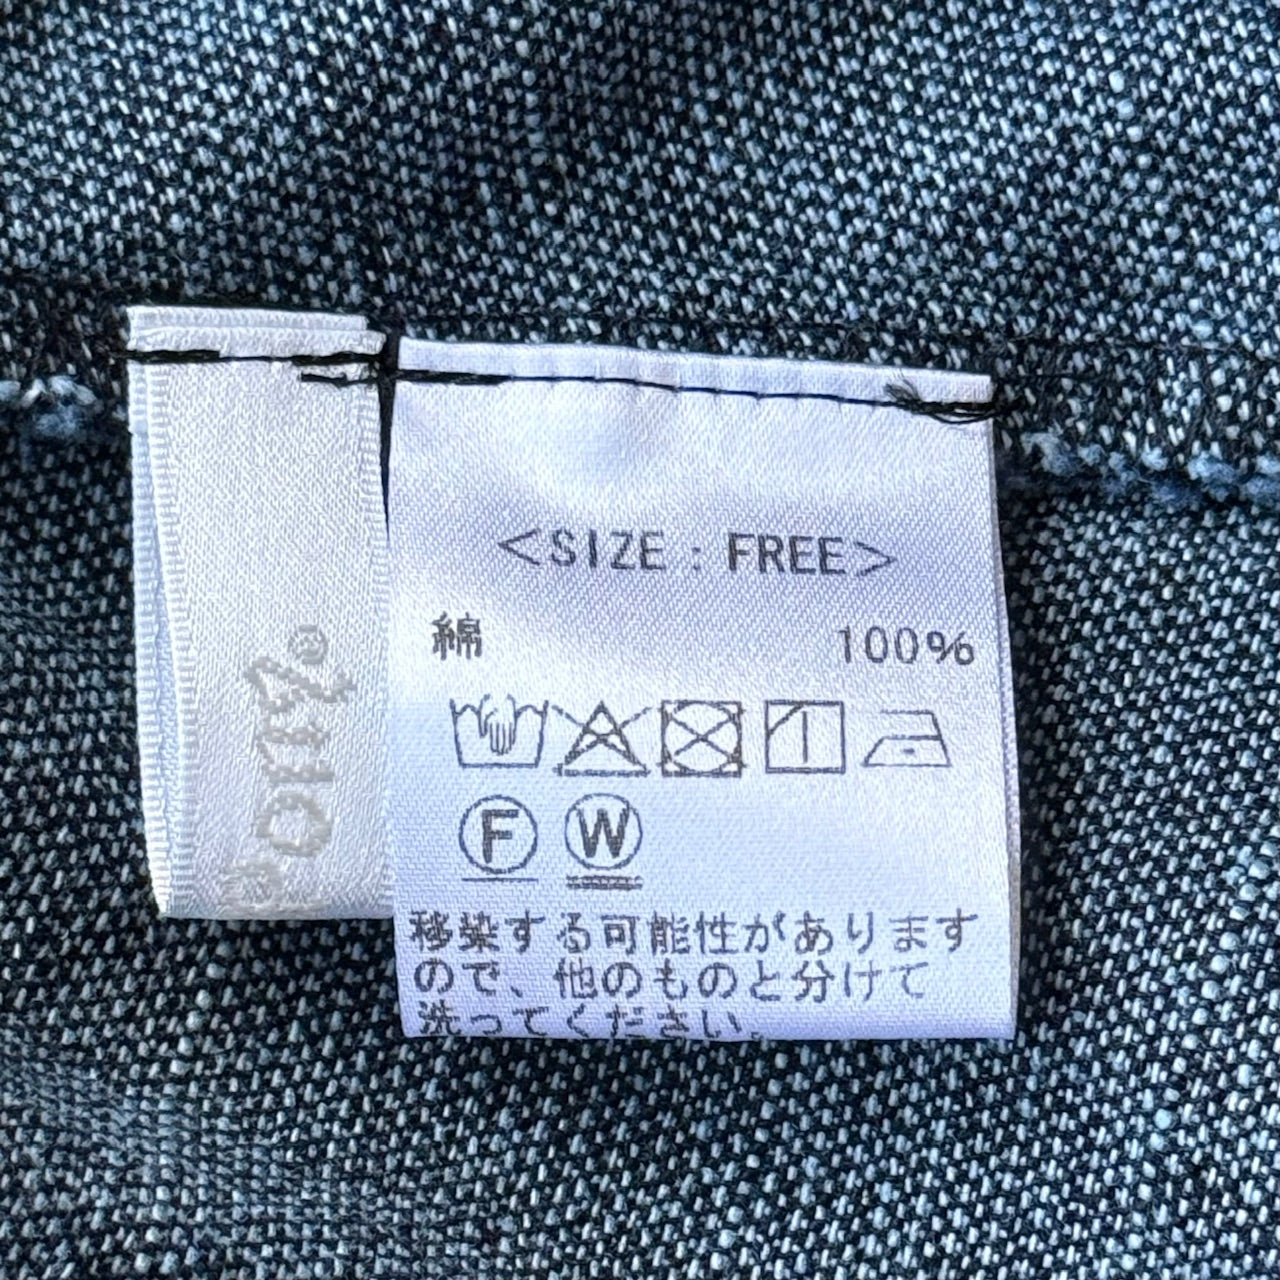 <SIZE : FREE>
綿 100%
F W
移染する可能性があります
ので、他のものと分けて
洗ってください。